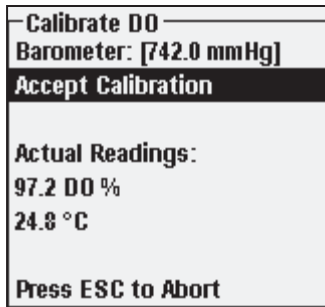 Calibrate DO
Barometer: [742.0 mmHg]
Accept Calibration
Actual Readings:
97.2 DO %
24.8 °C
Press ESC to Abort